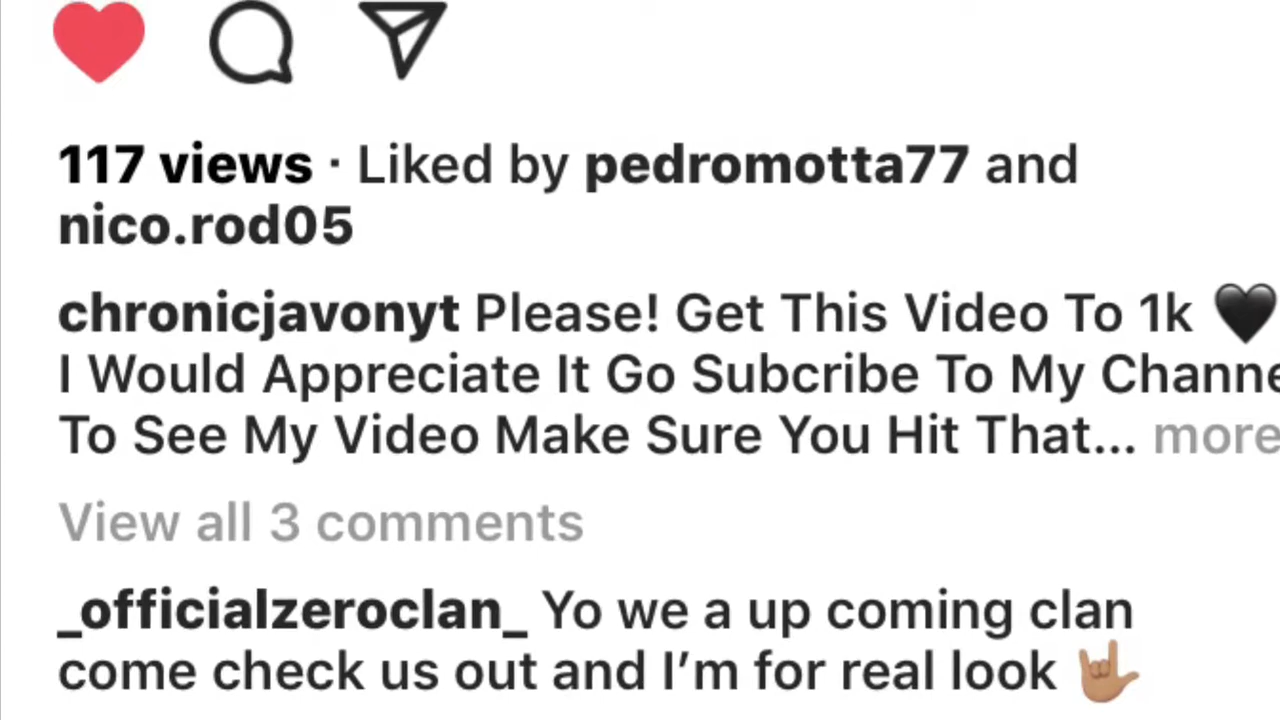 117 views · Liked by pedromotta77 and
nico.rod05
chronicjavonyt Please! Get This Video To 1k 🖤
I Would Appreciate It Go Subcribe To My Channe
To See My Video Make Sure You Hit That... more
View all 3 comments
_officialzeroclan_ Yo we a up coming clan
come check us out and I’m for real look 🤟🏽